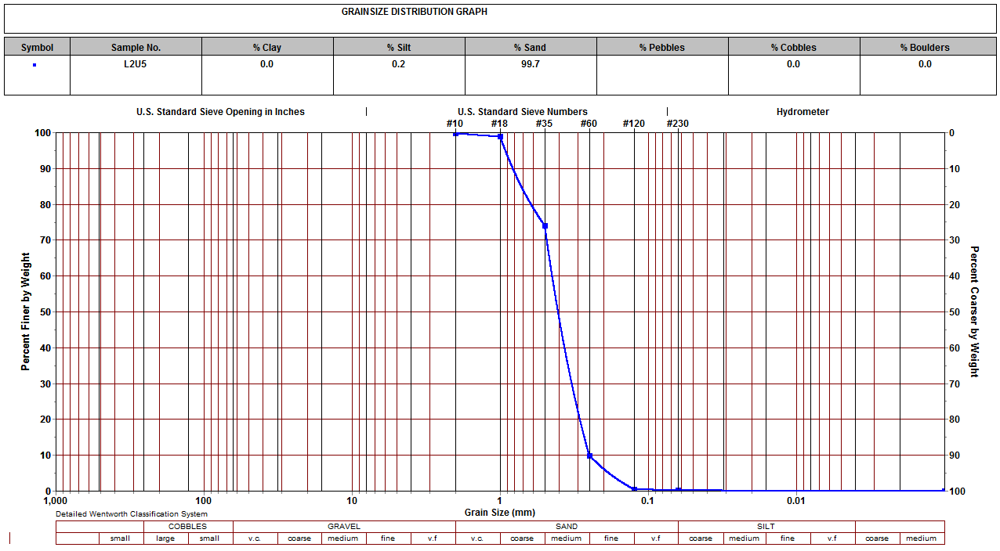 GRAINSIZE DISTRIBUTION GRAPH
Symbol Sample No. % Clay % Silt % Sand % Pebbles % Cobbles % Boulders
L2U5 0.0 0.2 99.7 0.0 0.0
U.S. Standard Sieve Opening in Inches | U.S. Standard Sieve Numbers | Hydrometer
#10 #18 #35 #60 #120 #230
100 0
90 10
80 20
70 30
60 40
50 50
40 60
30 70
20 80
10 90
0 100
Percent Finer by Weight
Percent Coarser by Weight
1,000 100 10 1 0.1 0.01
Grain Size (mm)
Detailed Wentworth Classification System
COBBLES GRAVEL SAND SILT
small large small v.c. coarse medium fine v.f v.c. coarse medium fine v.f coarse medium fine v.f coarse medium